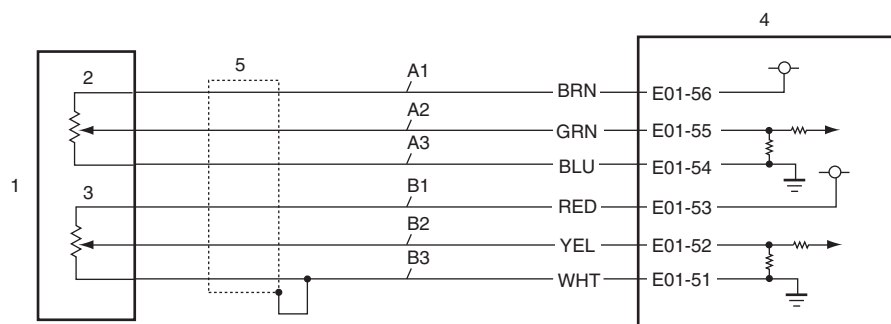 4
5
2
A1
BRN E01-56
A2
GRN E01-55
A3
BLU E01-54
1
3
B1
RED E01-53
B2
YEL E01-52
B3
WHT E01-51